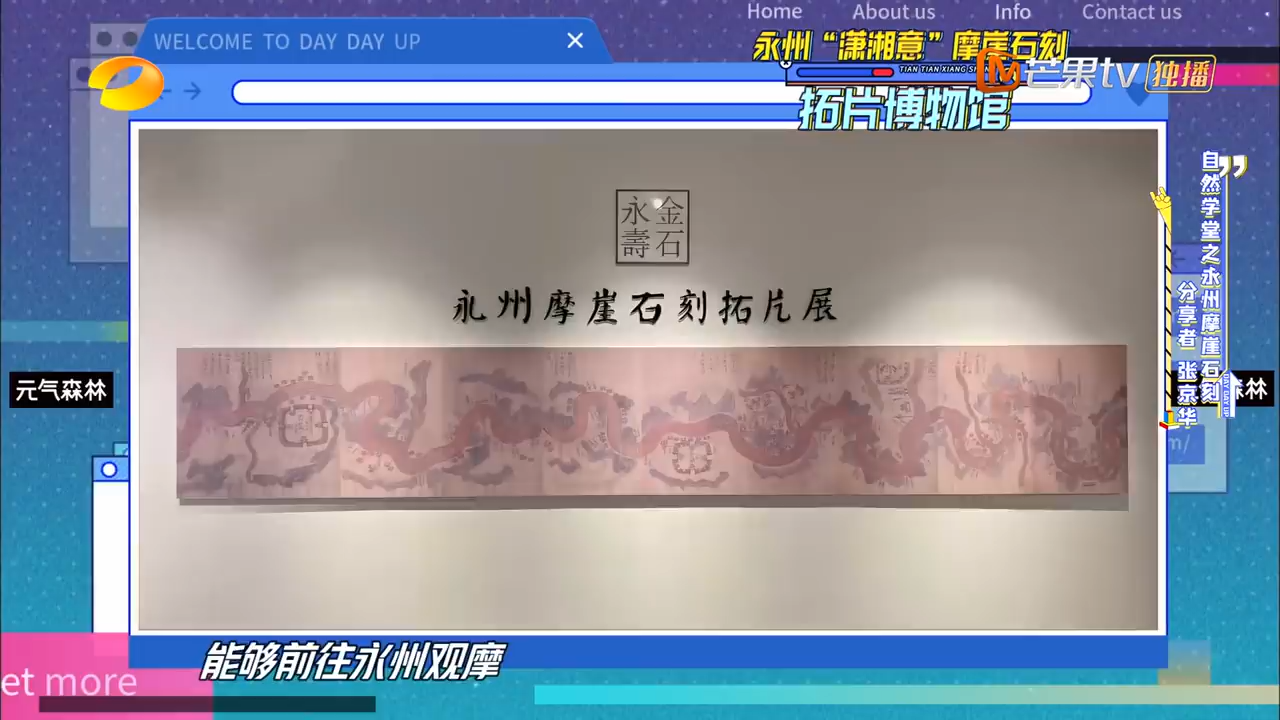 Home About us Info Contact us
WELCOME TO DAY DAY UP
永州“潇湘意”摩崖石刻
TIAN TIAN XIANG SH
芒果tv 独播
拓片博物馆
永金
壽石
永州摩崖石刻拓片展
自然学堂之永州摩崖石刻
分享者 张京华
DAY DAY UP
元气森林
森林
m/
能够前往永州观摩
et more